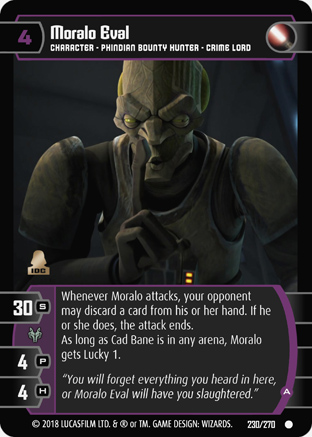 4
Moralo Eval
CHARACTER - PHINDIAN BOUNTY HUNTER - CRIME LORD
IDC
30 S
Whenever Moralo attacks, your opponent
may discard a card from his or her hand. If he
or she does, the attack ends.
As long as Cad Bane is in any arena, Moralo
gets Lucky 1.
4 P
4 H
“You will forget everything you heard in here,
or Moralo Eval will have you slaughtered.”
A
© 2018 LUCASFILM LTD. & ® or TM. GAME DESIGN: WIZARDS. 230/270